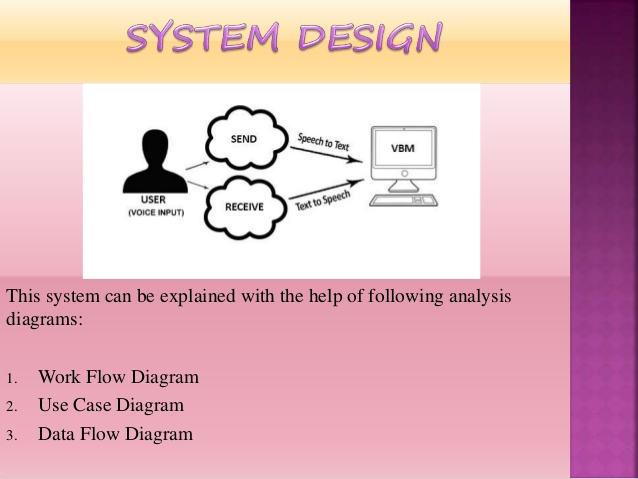 SYSTEM DESIGN
SEND
Speech to Text
VBM
USER
(VOICE INPUT)
RECEIVE
Text to Speech
This system can be explained with the help of following analysis
diagrams:
1. Work Flow Diagram
2. Use Case Diagram
3. Data Flow Diagram